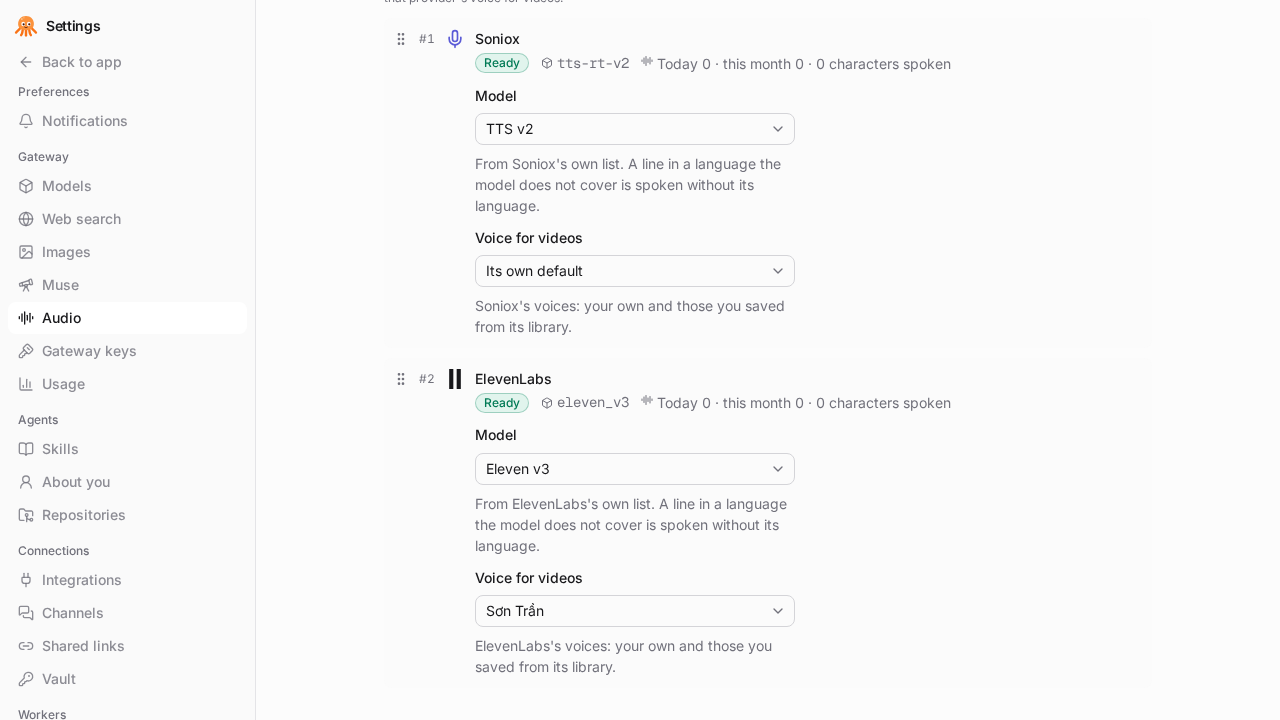 Settings
Back to app
Preferences
Notifications
Gateway
Models
Web search
Images
Muse
Audio
Gateway keys
Usage
Agents
Skills
About you
Repositories
Connections
Integrations
Channels
Shared links
Vault
Workers
that provider's voice for videos.
#1 Soniox
Ready tts-rt-v2 Today 0 · this month 0 · 0 characters spoken
Model
TTS v2
From Soniox's own list. A line in a language the
model does not cover is spoken without its
language.
Voice for videos
Its own default
Soniox's voices: your own and those you saved
from its library.
#2 ElevenLabs
Ready eleven_v3 Today 0 · this month 0 · 0 characters spoken
Model
Eleven v3
From ElevenLabs's own list. A line in a language
the model does not cover is spoken without its
language.
Voice for videos
Sơn Trần
ElevenLabs's voices: your own and those you
saved from its library.